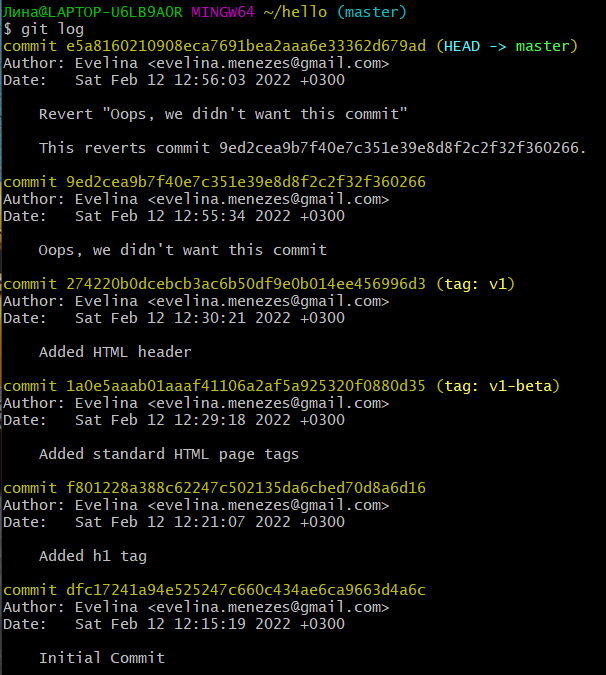 Лина@LAPTOP-U6LB9AOR MINGW64 ~/hello (master)
$ git log
commit e5a8160210908eca7691bea2aaa6e33362d679ad (HEAD -> master)
Author: Evelina <evelina.menezes@gmail.com>
Date:   Sat Feb 12 12:56:03 2022 +0300

    Revert "Oops, we didn't want this commit"

    This reverts commit 9ed2cea9b7f40e7c351e39e8d8f2c2f32f360266.

commit 9ed2cea9b7f40e7c351e39e8d8f2c2f32f360266
Author: Evelina <evelina.menezes@gmail.com>
Date:   Sat Feb 12 12:55:34 2022 +0300

    Oops, we didn't want this commit

commit 274220b0dcebcb3ac6b50df9e0b014ee456996d3 (tag: v1)
Author: Evelina <evelina.menezes@gmail.com>
Date:   Sat Feb 12 12:30:21 2022 +0300

    Added HTML header

commit 1a0e5aaab01aaaf41106a2af5a925320f0880d35 (tag: v1-beta)
Author: Evelina <evelina.menezes@gmail.com>
Date:   Sat Feb 12 12:29:18 2022 +0300

    Added standard HTML page tags

commit f801228a388c62247c502135da6cbed70d8a6d16
Author: Evelina <evelina.menezes@gmail.com>
Date:   Sat Feb 12 12:21:07 2022 +0300

    Added h1 tag

commit dfc17241a94e525247c660c434ae6ca9663d4a6c
Author: Evelina <evelina.menezes@gmail.com>
Date:   Sat Feb 12 12:15:19 2022 +0300

    Initial Commit